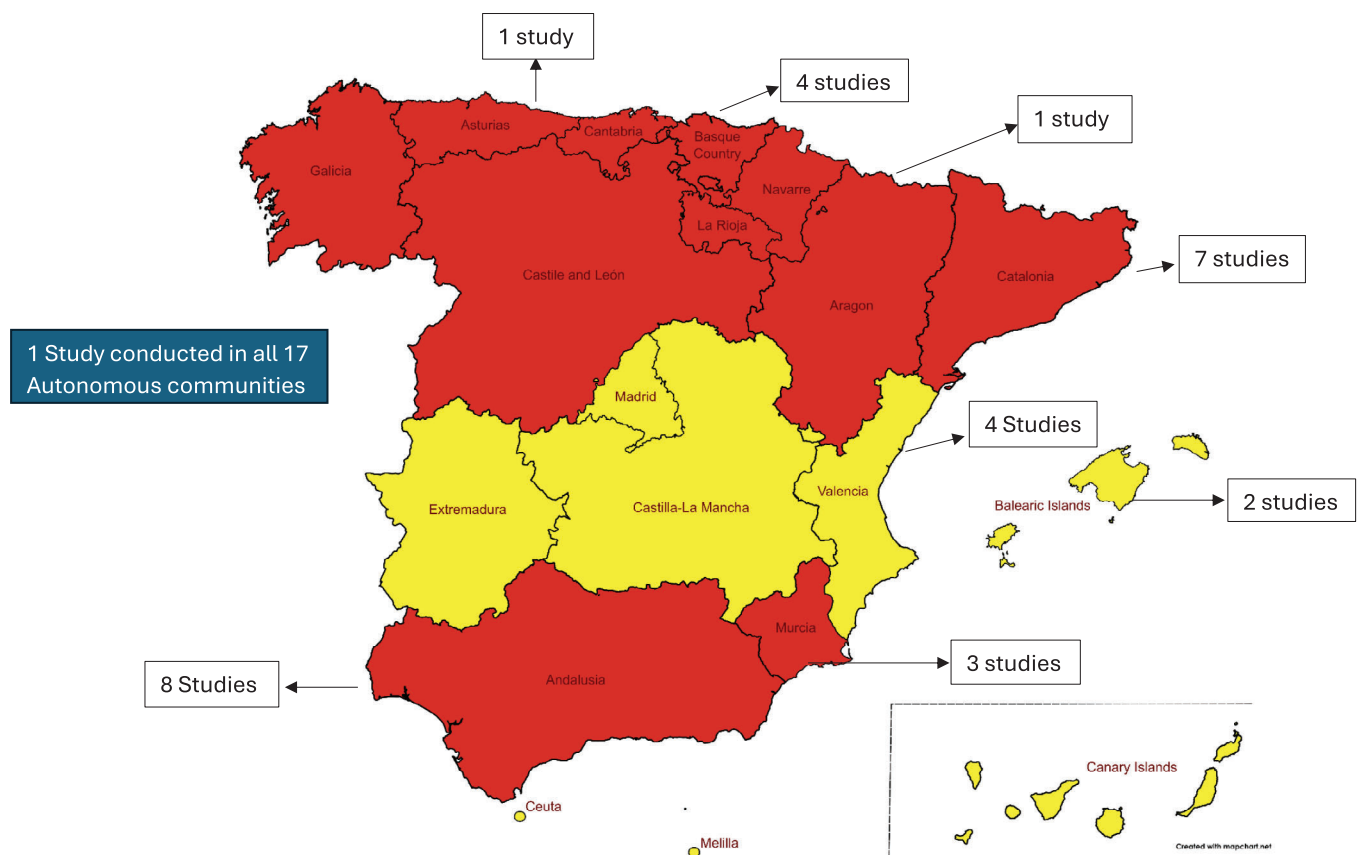 1 study
4 studies
1 study
Asturias
Cantabria
Basque
Country
Galicia
Navarre
La Rioja
7 studies
Castile and León
Catalonia
Aragon
1 Study conducted in all 17
Autonomous communities
Madrid
4 Studies
Valencia
Extremadura
Castilla-La Mancha
Balearic Islands
2 studies
Murcia
3 studies
8 Studies
Andalusia
Canary Islands
Ceuta
Melilla
Created with mapchart.net